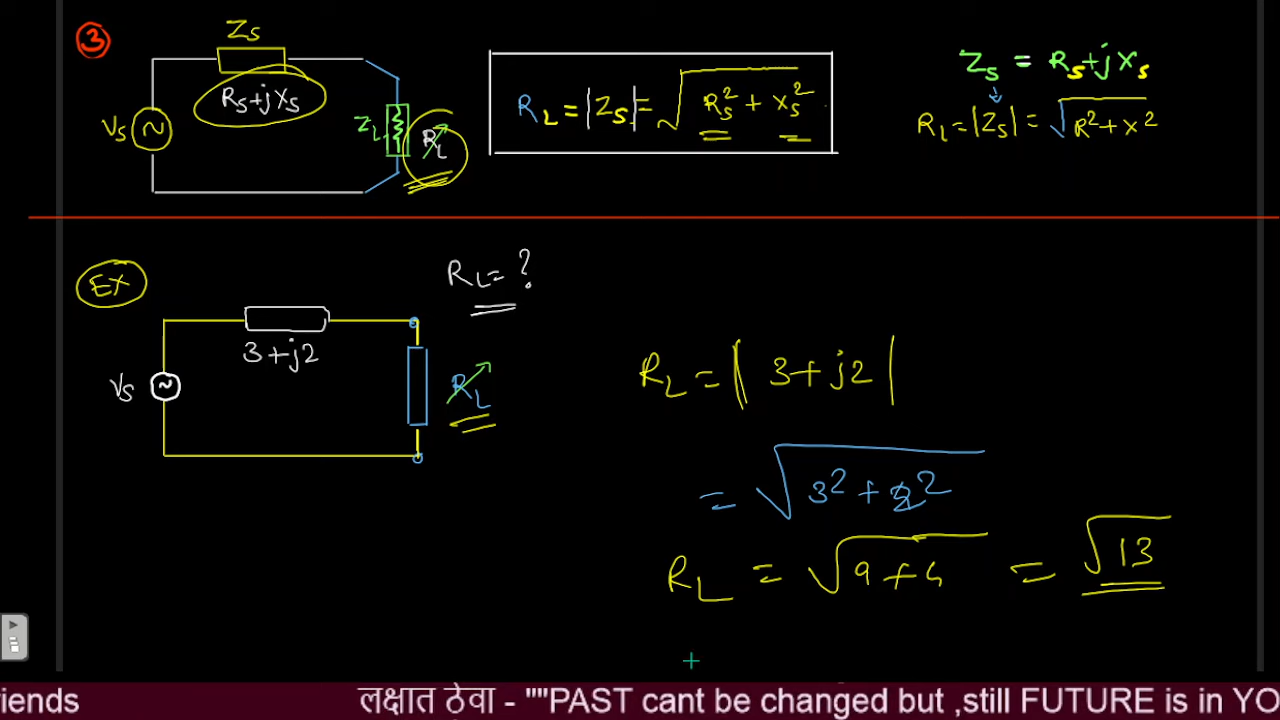 ③
Zs
Rs+jXs
Vs
ZL
RL
RL = |Zs| = √Rs² + Xs²
Zs = Rs+jXs
RL = |Zs| = √R²+x²
EX
RL = ?
3+j2
Vs
RL
RL = |3+j2|
= √3²+2²
RL = √9+4 = √13
riends लक्षात ठेवा - ""PAST cant be changed but ,still FUTURE is in YO